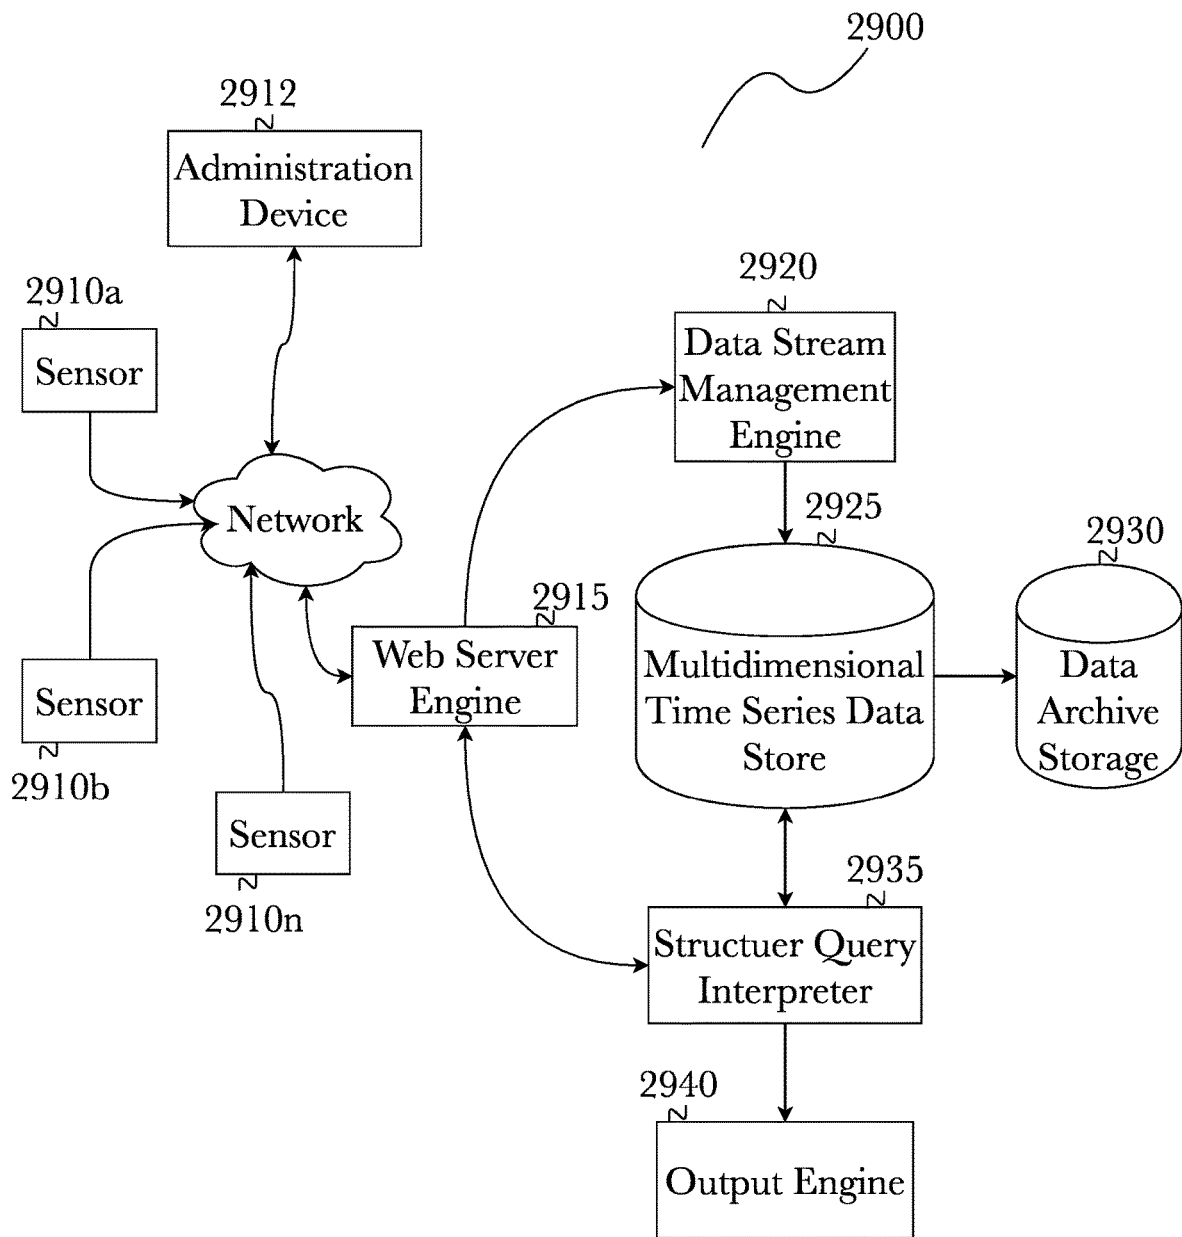 2900
2912
Administration
Device
2910a
Sensor
2920
Data Stream
Management
Engine
Network
2925
2930
2915
Web Server
Engine
Multidimensional
Time Series Data
Store
Data
Archive
Storage
Sensor
2910b
Sensor
2910n
2935
Structuer Query
Interpreter
2940
Output Engine